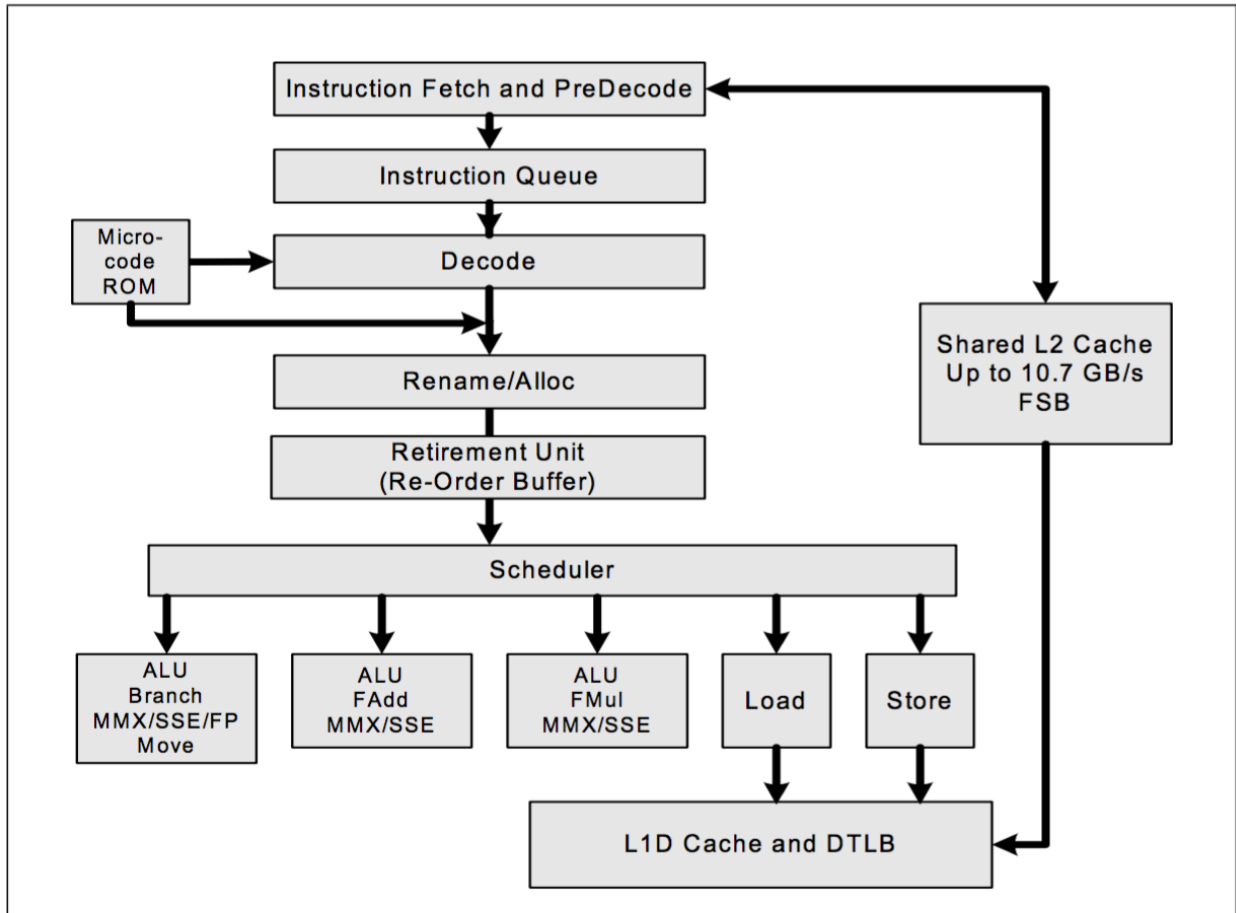 Instruction Fetch and PreDecode
Instruction Queue
Micro-
code
ROM
Decode
Rename/Alloc
Shared L2 Cache
Up to 10.7 GB/s
FSB
Retirement Unit
(Re-Order Buffer)
Scheduler
ALU
Branch
MMX/SSE/FP
Move
ALU
FAdd
MMX/SSE
ALU
FMul
MMX/SSE
Load
Store
L1D Cache and DTLB